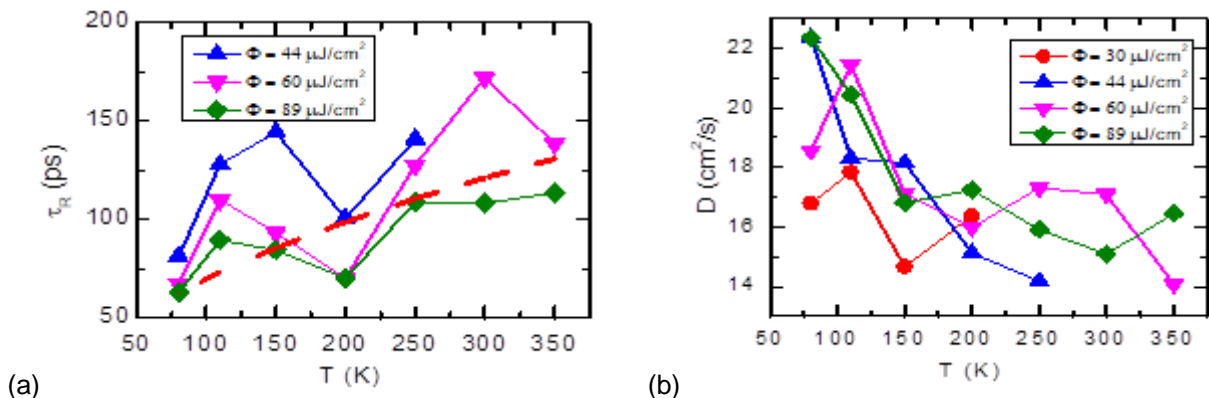 200
150
100
50
τR (ps)
Φ = 44 μJ/cm²
Φ = 60 μJ/cm²
Φ = 89 μJ/cm²
50 100 150 200 250 300 350
T (K)
(a)
22
20
18
16
14
D (cm²/s)
Φ = 30 μJ/cm²
Φ = 44 μJ/cm²
Φ = 60 μJ/cm²
Φ = 89 μJ/cm²
50 100 150 200 250 300 350
T (K)
(b)